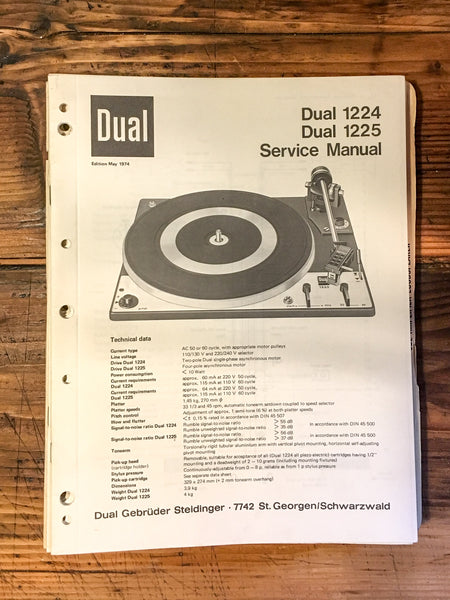 Dual
Dual 1224
Dual 1225
Service Manual
Edition May 1974
Technical data
Current type AC 50 or 60 cycle, with appropriate motor pulleys
Line voltage 110/130 V and 220/240 V selector
Drive Dual 1224 Two-pole Dual single-phase asynchronous motor
Drive Dual 1225 Four-pole asynchronous motor
Power consumption < 10 Watt
Current requirements approx. 60 mA at 220 V 50 cycle,
Dual 1224 approx. 115 mA at 110 V 60 cycle
Current requirements approx. 64 mA at 220 V 50 cycle,
Dual 1225 approx. 115 mA at 110 V 60 cycle
Platter 1.45 kg, 270 mm φ
Platter speeds 33 1/3 and 45 rpm, automatic tonearm setdown coupled to speed selector
Pitch control Adjustment of approx. 1 semi tone (6 %) at both platter speeds
Wow and flutter < ± 0.15 % rated in accordance with DIN 45 507
Signal-to-noise ratio Dual 1224 Rumble signal-to-noise ratio > 55 dB in accordance with DIN 45 500
Rumble unweighted signal-to-noise ratio > 35 dB
Signal-to-noise ratio Dual 1225 Rumble signal-to-noise ratio > 56 dB in accordance with DIN 45 500
Rumble unweighted signal-to-noise ratio > 37 dB
Tonearm Torsionally rigid tubular aluminium arm with vertical pivot mounting, horizontal self-adjusting
pivot mounting
Pick-up head Removable, suitable for acceptance of all (Dual 1224 all piezo electric) cartridges having 1/2"
(cartridge holder) mounting and a deadweight of 2 – 10 grams (including mounting fixtures)
Stylus pressure Continuously-adjustable from 0 – 5 p, reliable as from 1 p stylus pressure
Pick-up cartridge See separate data sheet.
Dimensions 329 x 274 mm (+ 2 mm tonearm overhang)
Weight Dual 1224 3.9 kg
Weight Dual 1225 4 kg
Dual Gebrüder Steidinger · 7742 St. Georgen/Schwarzwald